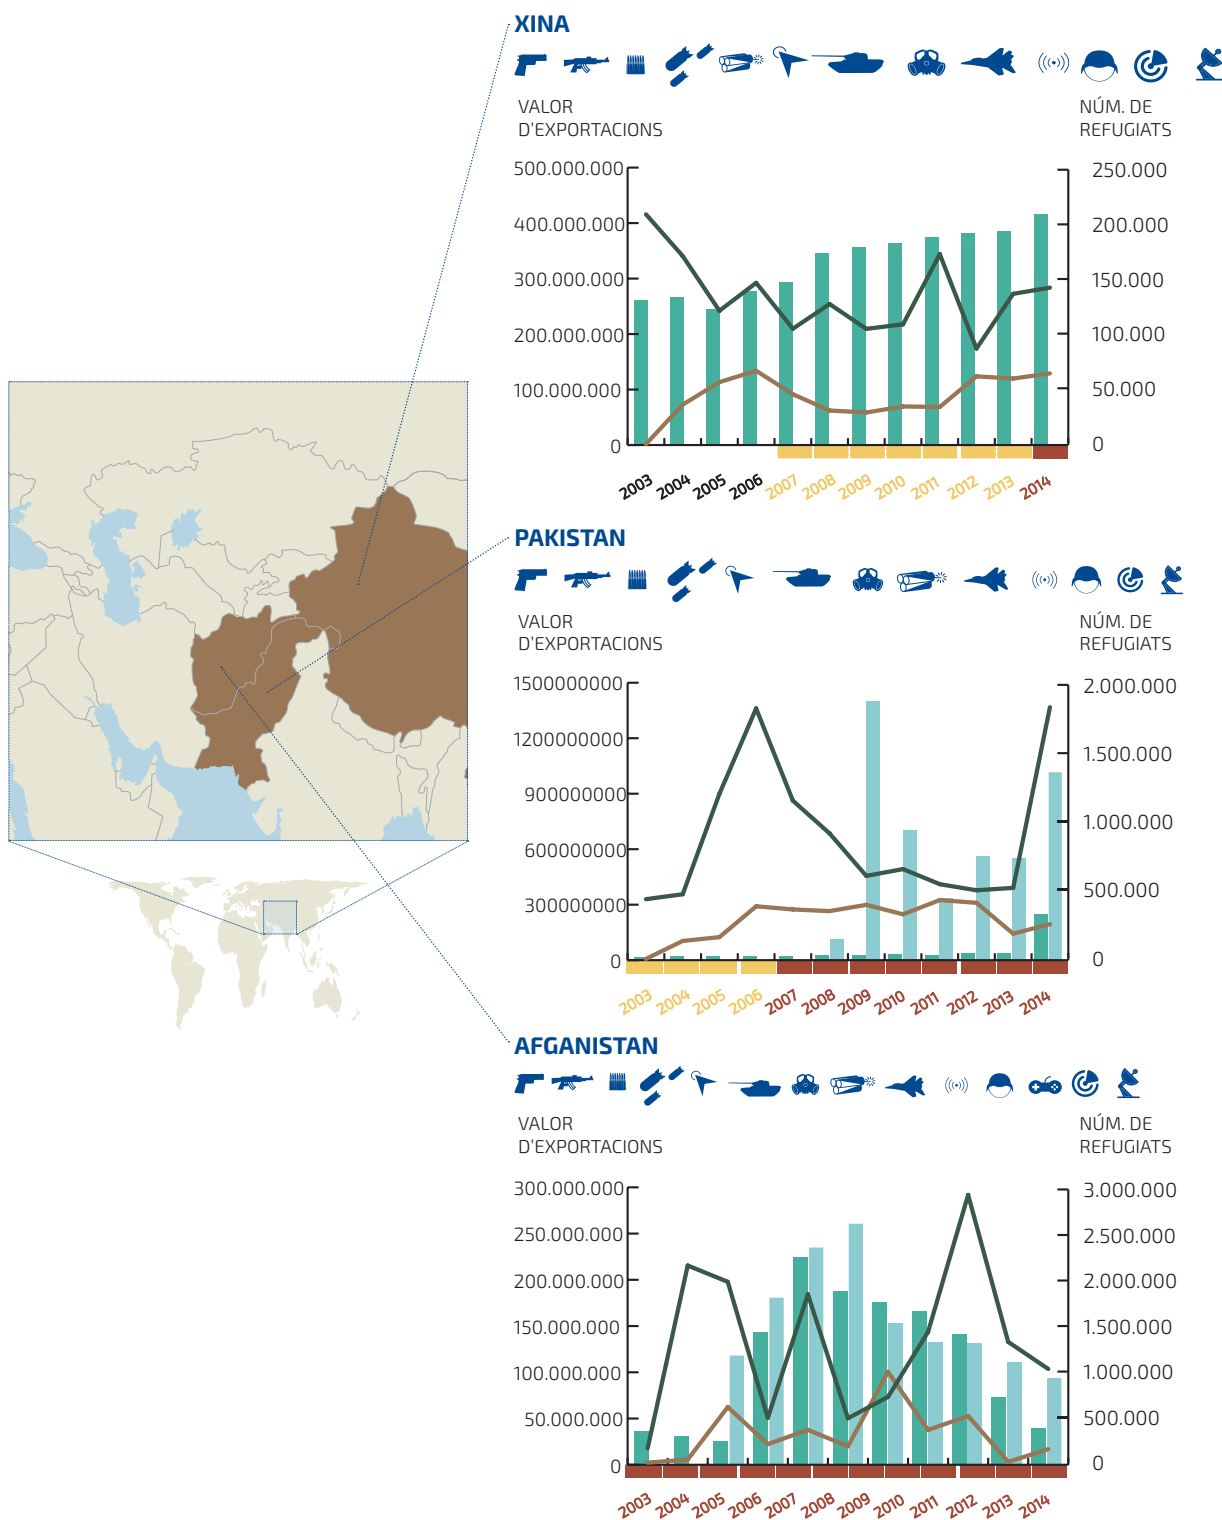 XINA
VALOR
D'EXPORTACIONS
NÚM. DE
REFUGIATS
500.000.000
400.000.000
300.000.000
200.000.000
100.000.000
0
250.000
200.000
150.000
100.000
50.000
0
2003 2004 2005 2006 2007 2008 2009 2010 2011 2012 2013 2014
PAKISTAN
VALOR
D'EXPORTACIONS
NÚM. DE
REFUGIATS
1500000000
1200000000
900000000
600000000
300000000
0
2.000.000
1.500.000
1.000.000
500.000
0
2003 2004 2005 2006 2007 2008 2009 2010 2011 2012 2013 2014
AFGANISTAN
VALOR
D'EXPORTACIONS
NÚM. DE
REFUGIATS
300.000.000
250.000.000
200.000.000
150.000.000
100.000.000
50.000.000
0
3.000.000
2.500.000
2.000.000
1.500.000
1.000.000
500.000
0
2003 2004 2005 2006 2007 2008 2009 2010 2011 2012 2013 2014